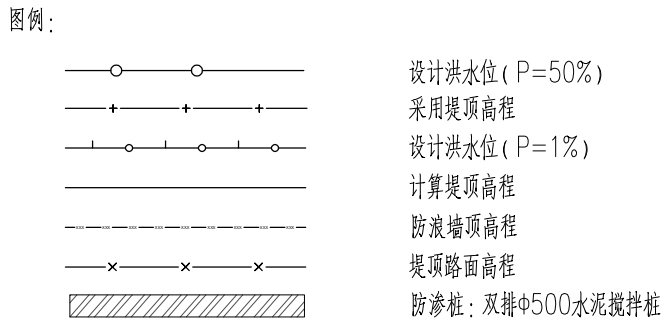 图例:
设计洪水位(P=50%)
采用堤顶高程
设计洪水位(P=1%)
计算堤顶高程
防浪墙顶高程
堤顶路面高程
防渗桩:双排Φ500水泥搅拌桩